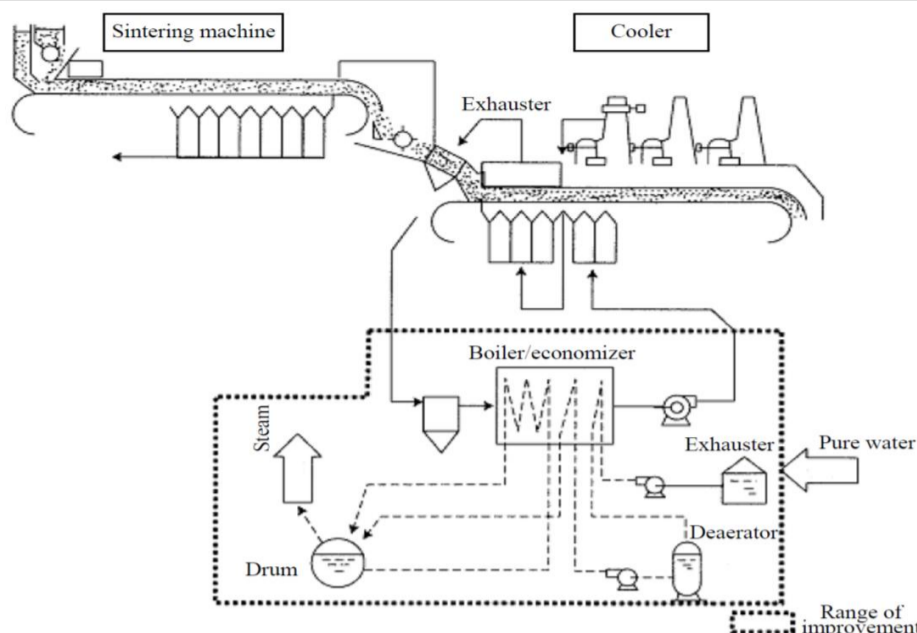 Sintering machine
Cooler
Exhauster
Boiler/economizer
Steam
Exhauster
Pure water
Deaerator
Drum
Range of
improvement